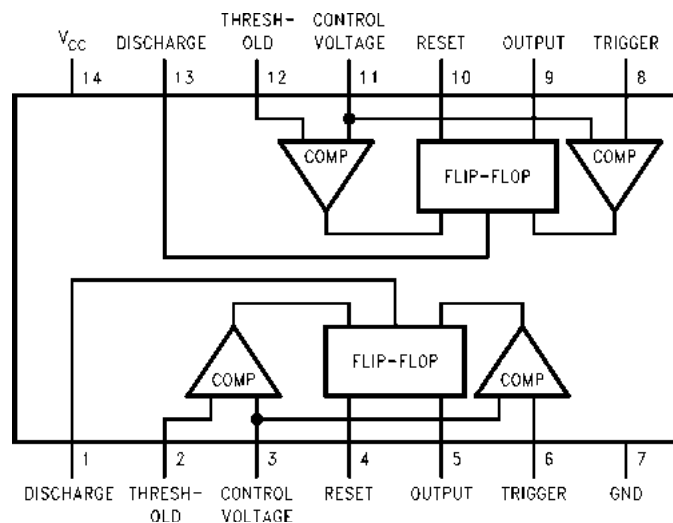 VCC
DISCHARGE
THRESH-
OLD
CONTROL
VOLTAGE
RESET
OUTPUT
TRIGGER
14
13
12
11
10
9
8
COMP
FLIP-FLOP
COMP
COMP
FLIP-FLOP
COMP
1
2
3
4
5
6
7
DISCHARGE
THRESH-
OLD
CONTROL
VOLTAGE
RESET
OUTPUT
TRIGGER
GND